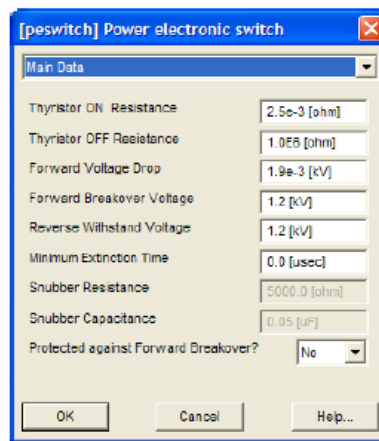 [peswitch] Power electronic switch
Main Data
Thyristor ON Resistance 2.5e-3 [ohm]
Thyristor OFF Resistance 1.0E6 [ohm]
Forward Voltage Drop 1.9e-3 [kV]
Forward Breakover Voltage 1.2 [kV]
Reverse Withstand Voltage 1.2 [kV]
Minimum Extinction Time 0.0 [usec]
Snubber Resistance 5000.0 [ohm]
Snubber Capacitance 0.05 [uF]
Protected against Forward Breakover? No
OK Cancel Help...